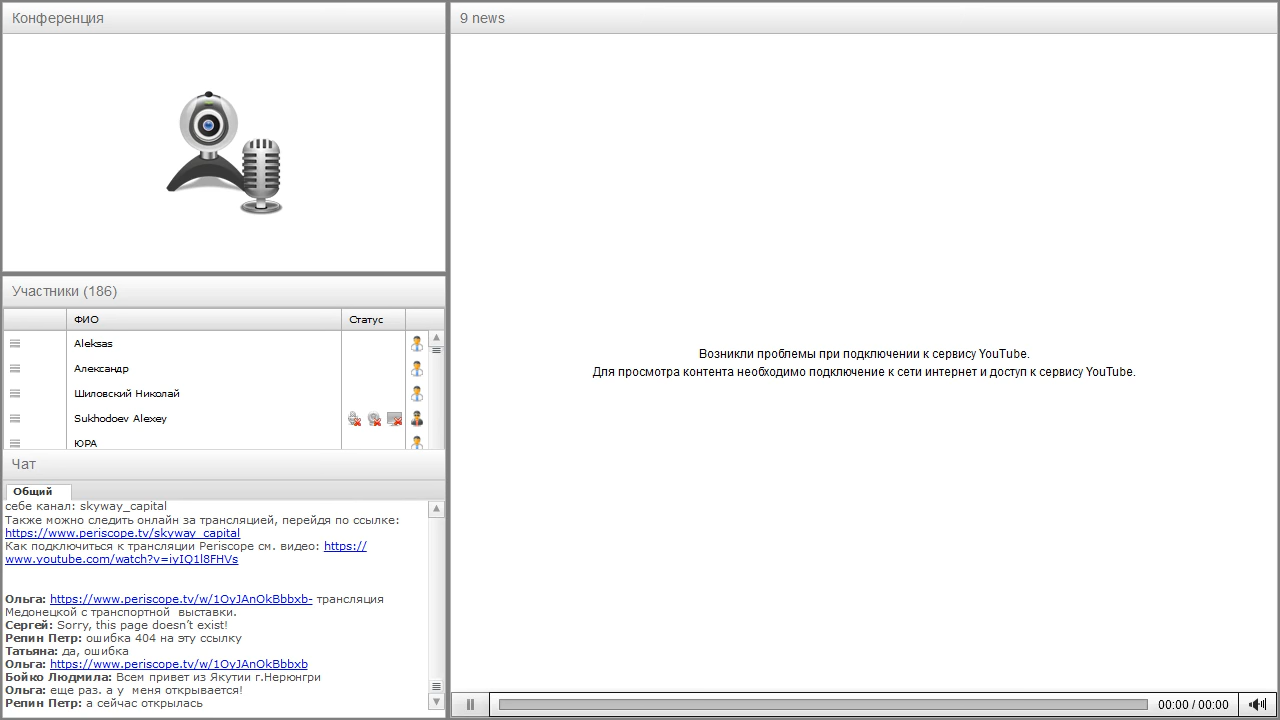 Конференция
9 news
Возникли проблемы при подключении к сервису YouTube.
Для просмотра контента необходимо подключение к сети интернет и доступ к сервису YouTube.
Участники (186)
ФИО Статус
Aleksas
Александр
Шиловский Николай
Sukhodoev Alexey
ЮРА
Чат
Общий
себе канал: skyway_capital
Также можно следить онлайн за трансляцией, перейдя по ссылке:
https://www.periscope.tv/skyway_capital
Как подключиться к трансляции Periscope см. видео: https://
www.youtube.com/watch?v=iyIQ1l8FHVs
Ольга: https://www.periscope.tv/w/1OyJAnOkBbbxb- трансляция
Медонецкой с транспортной выставки.
Сергей: Sorry, this page doesn’t exist!
Репин Петр: ошибка 404 на эту ссылку
Татьяна: да, ошибка
Ольга: https://www.periscope.tv/w/1OyJAnOkBbbxb
Бойко Людмила: Всем привет из Якутии г.Нерюнгри
Ольга: еще раз. а у меня открывается!
Репин Петр: а сейчас открылась
00:00 / 00:00